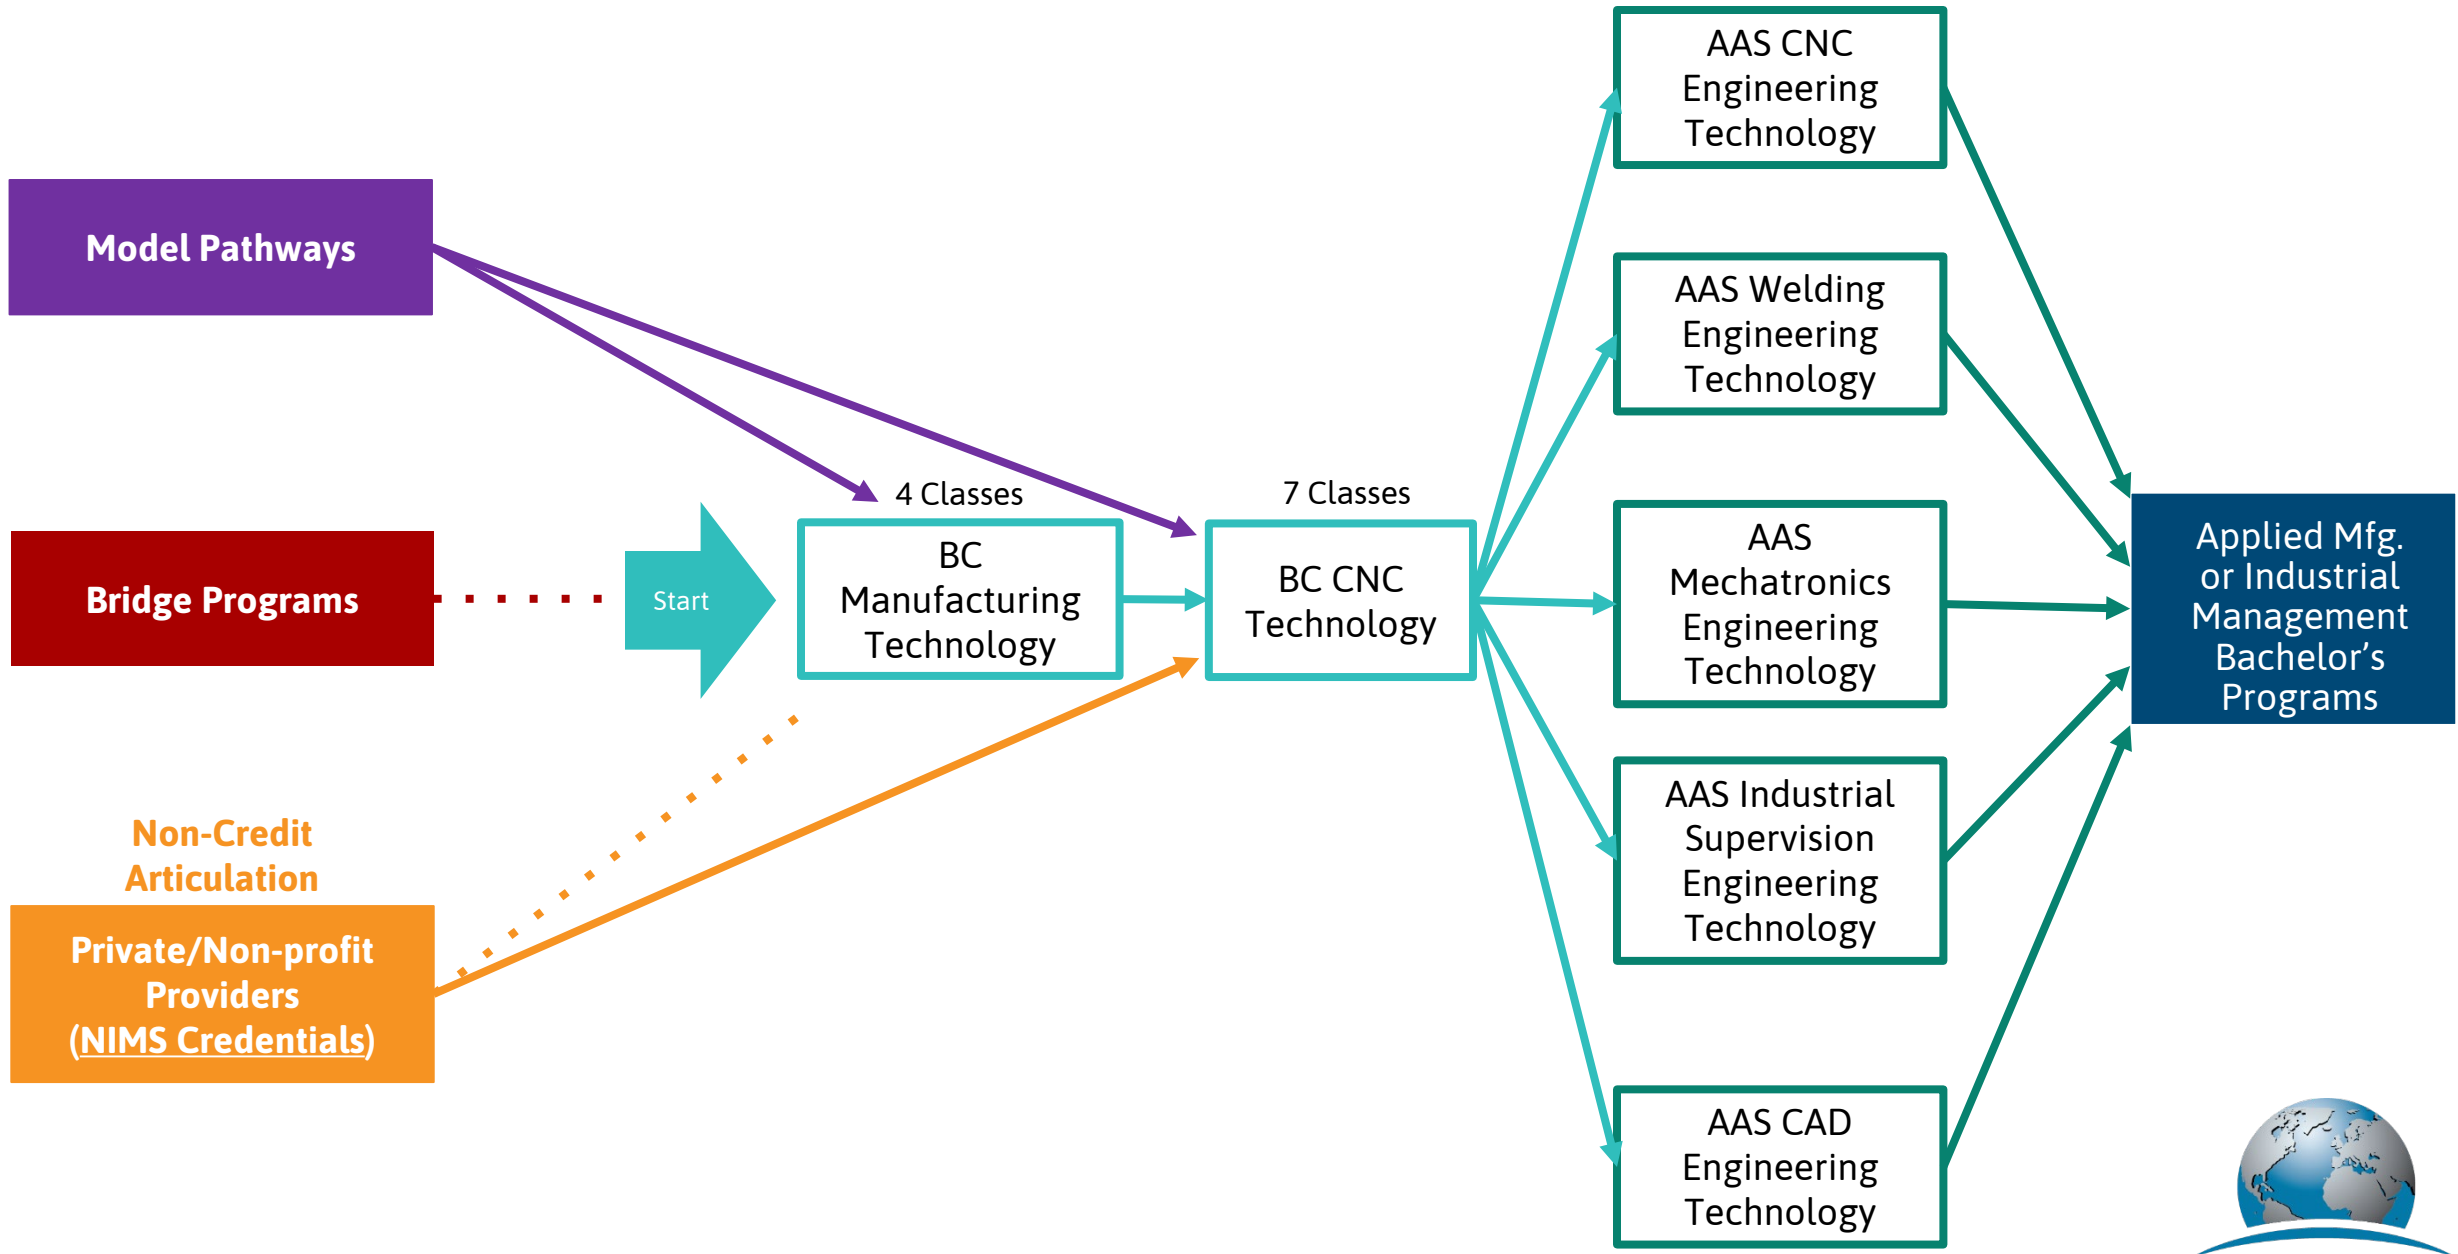 Model Pathways
Bridge Programs
Non-Credit
Articulation
Private/Non-profit
Providers
(NIMS Credentials)
Start
4 Classes
BC
Manufacturing
Technology
7 Classes
BC CNC
Technology
AAS CNC
Engineering
Technology
AAS Welding
Engineering
Technology
AAS
Mechatronics
Engineering
Technology
AAS Industrial
Supervision
Engineering
Technology
AAS CAD
Engineering
Technology
Applied Mfg.
or Industrial
Management
Bachelor’s
Programs